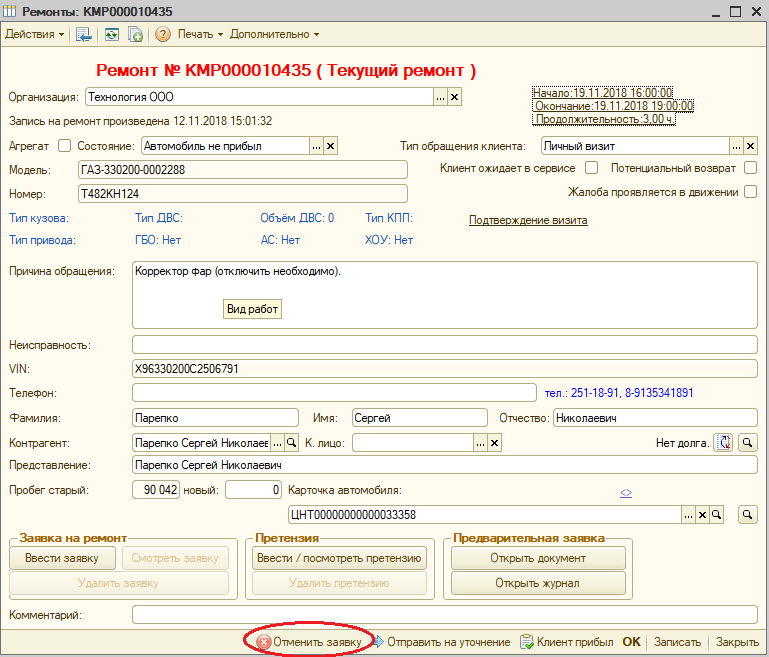 Ремонты: КМР000010435
Действия Печать Дополнительно
Ремонт № КМР000010435 ( Текущий ремонт )
Организация: Технология ООО ... Начало:19.11.2018 16:00:00
Окончание:19.11.2018 19:00:00
Запись на ремонт произведена 12.11.2018 15:01:32 Продолжительность:3,00 ч.
Агрегат Состояние: Автомобиль не прибыл ... Тип обращения клиента: Личный визит ...
Модель: ГАЗ-330200-0002288 Клиент ожидает в сервисе Потенциальный возврат
Номер: Т482КН124 Жалоба проявляется в движении
Тип кузова: Тип ДВС: Объём ДВС: 0 Тип КПП: Подтверждение визита
Тип привода: ГБО: Нет АС: Нет ХОУ: Нет
Причина обращения: Корректор фар (отключить необходимо).
Вид работ
Неисправность:
VIN: X96330200C2506791
Телефон: тел.: 251-18-91, 8-9135341891
Фамилия: Парепко Имя: Сергей Отчество: Николаевич
Контрагент: Парепко Сергей Николаев ... К. лицо: ... Нет долга.
Представление: Парепко Сергей Николаевич
Пробег старый: 90 042 новый: 0 Карточка автомобиля: <>
ЦНТ00000000000033358 ...
Заявка на ремонт Претензия Предварительная заявка
Ввести заявку Смотреть заявку Ввести / посмотреть претензию Открыть документ
Удалить заявку Удалить претензию Открыть журнал
Комментарий:
Отменить заявку Отправить на уточнение Клиент прибыл OK Записать Закрыть